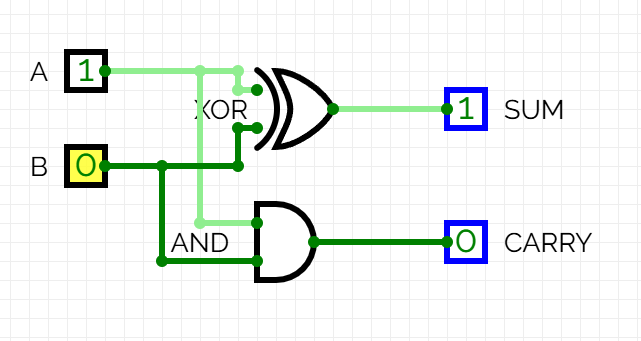 A 1
XOR 1 SUM
B 0
AND 0 CARRY